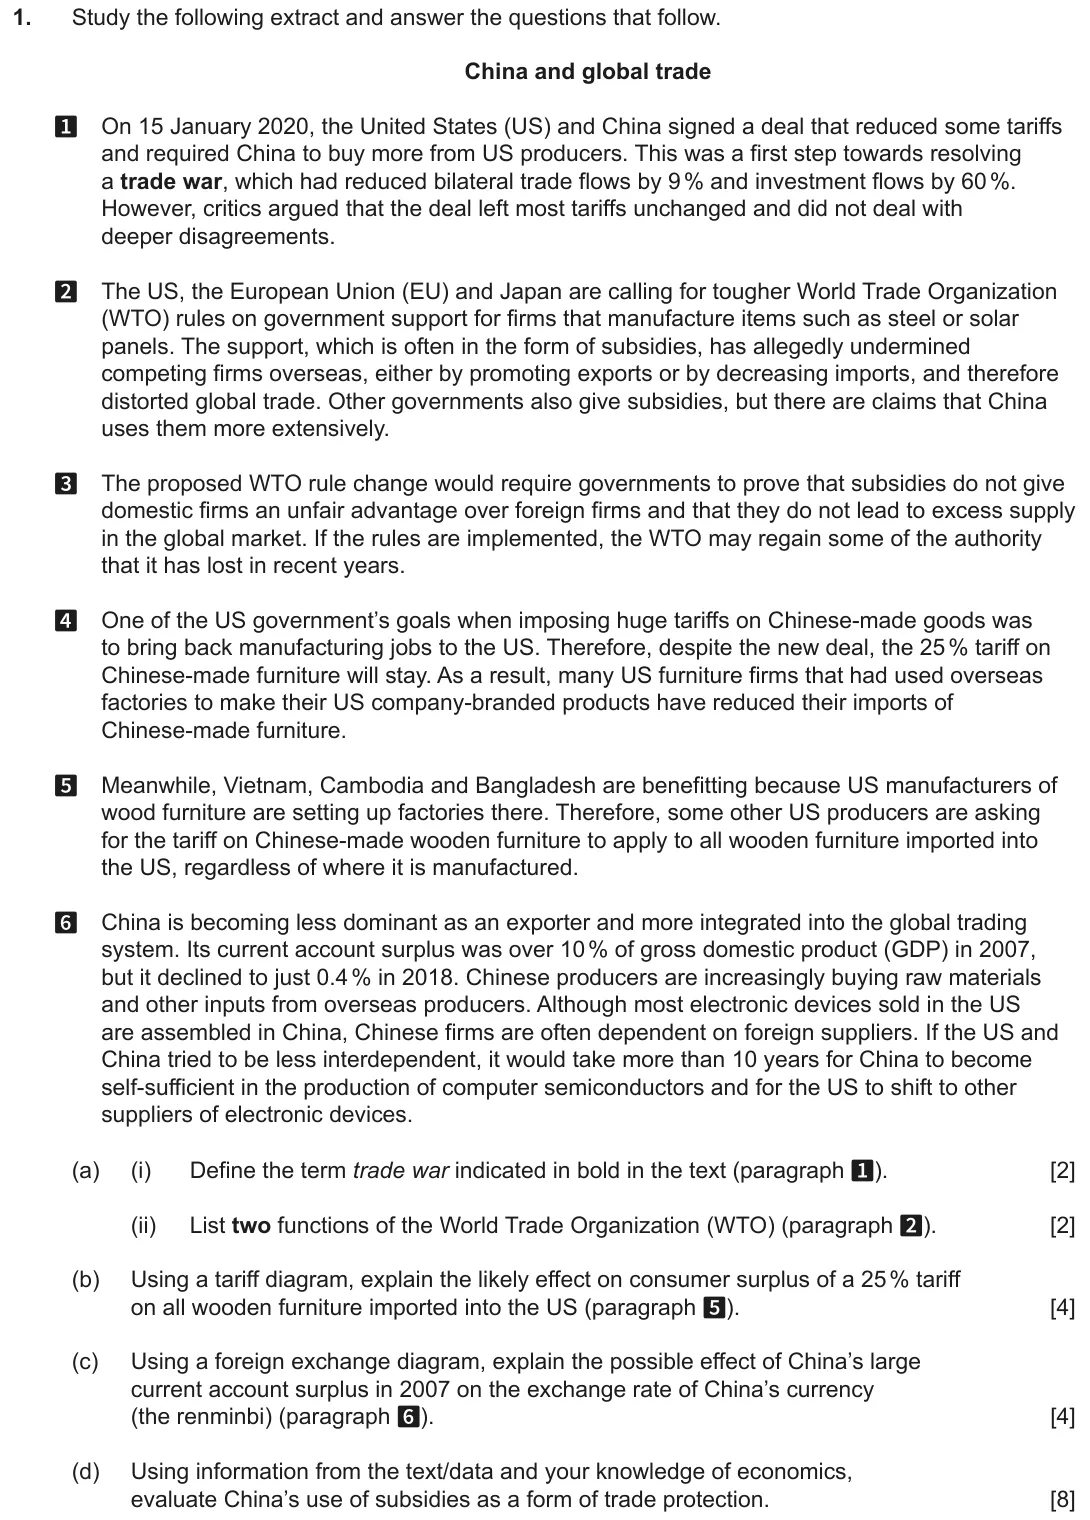 1. Study the following extract and answer the questions that follow.
China and global trade
1 On 15 January 2020, the United States (US) and China signed a deal that reduced some tariffs
and required China to buy more from US producers. This was a first step towards resolving
a trade war, which had reduced bilateral trade flows by 9 % and investment flows by 60 %.
However, critics argued that the deal left most tariffs unchanged and did not deal with
deeper disagreements.
2 The US, the European Union (EU) and Japan are calling for tougher World Trade Organization
(WTO) rules on government support for firms that manufacture items such as steel or solar
panels. The support, which is often in the form of subsidies, has allegedly undermined
competing firms overseas, either by promoting exports or by decreasing imports, and therefore
distorted global trade. Other governments also give subsidies, but there are claims that China
uses them more extensively.
3 The proposed WTO rule change would require governments to prove that subsidies do not give
domestic firms an unfair advantage over foreign firms and that they do not lead to excess supply
in the global market. If the rules are implemented, the WTO may regain some of the authority
that it has lost in recent years.
4 One of the US government's goals when imposing huge tariffs on Chinese-made goods was
to bring back manufacturing jobs to the US. Therefore, despite the new deal, the 25 % tariff on
Chinese-made furniture will stay. As a result, many US furniture firms that had used overseas
factories to make their US company-branded products have reduced their imports of
Chinese-made furniture.
5 Meanwhile, Vietnam, Cambodia and Bangladesh are benefitting because US manufacturers of
wood furniture are setting up factories there. Therefore, some other US producers are asking
for the tariff on Chinese-made wooden furniture to apply to all wooden furniture imported into
the US, regardless of where it is manufactured.
6 China is becoming less dominant as an exporter and more integrated into the global trading
system. Its current account surplus was over 10 % of gross domestic product (GDP) in 2007,
but it declined to just 0.4 % in 2018. Chinese producers are increasingly buying raw materials
and other inputs from overseas producers. Although most electronic devices sold in the US
are assembled in China, Chinese firms are often dependent on foreign suppliers. If the US and
China tried to be less interdependent, it would take more than 10 years for China to become
self-sufficient in the production of computer semiconductors and for the US to shift to other
suppliers of electronic devices.
(a) (i) Define the term trade war indicated in bold in the text (paragraph 1). [2]
(ii) List two functions of the World Trade Organization (WTO) (paragraph 2). [2]
(b) Using a tariff diagram, explain the likely effect on consumer surplus of a 25 % tariff
on all wooden furniture imported into the US (paragraph 5). [4]
(c) Using a foreign exchange diagram, explain the possible effect of China's large
current account surplus in 2007 on the exchange rate of China's currency
(the renminbi) (paragraph 6). [4]
(d) Using information from the text/data and your knowledge of economics,
evaluate China's use of subsidies as a form of trade protection. [8]